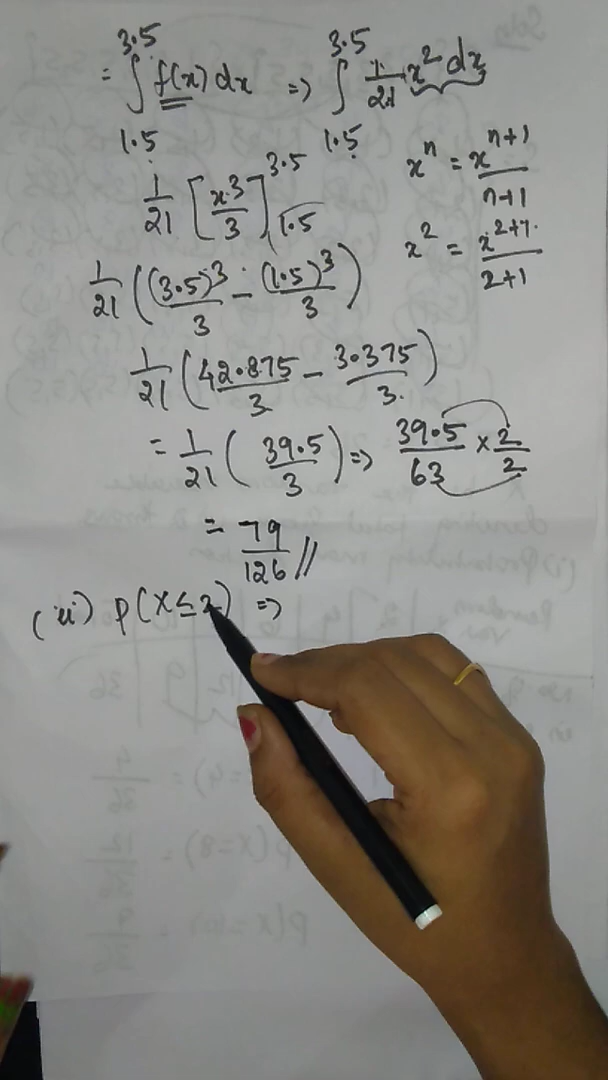 = ∫_{1.5}^{3.5} f(x) dx => ∫_{1.5}^{3.5} 1/21 x² dx
x^n = x^{n+1}/n+1
1/21 [x³/3]_{1.5}^{3.5}
x² = x^{2+1}/2+1
1/21 ((3.5)³/3 - (1.5)³/3)
1/21 (42.875/3 - 3.375/3)
= 1/21 (39.5/3) => 39.5/63 × 2/2
= 79/126 //
(ii) P(X≤2) =>